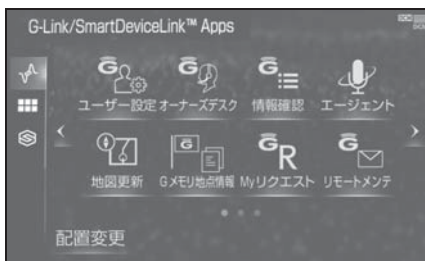 G-Link/SmartDeviceLink™ Apps
ユーザー設定 オーナーズデスク 情報確認 エージェント
地図更新 Gメモリ地点情報 Myリクエスト リモートメンテ
配置変更